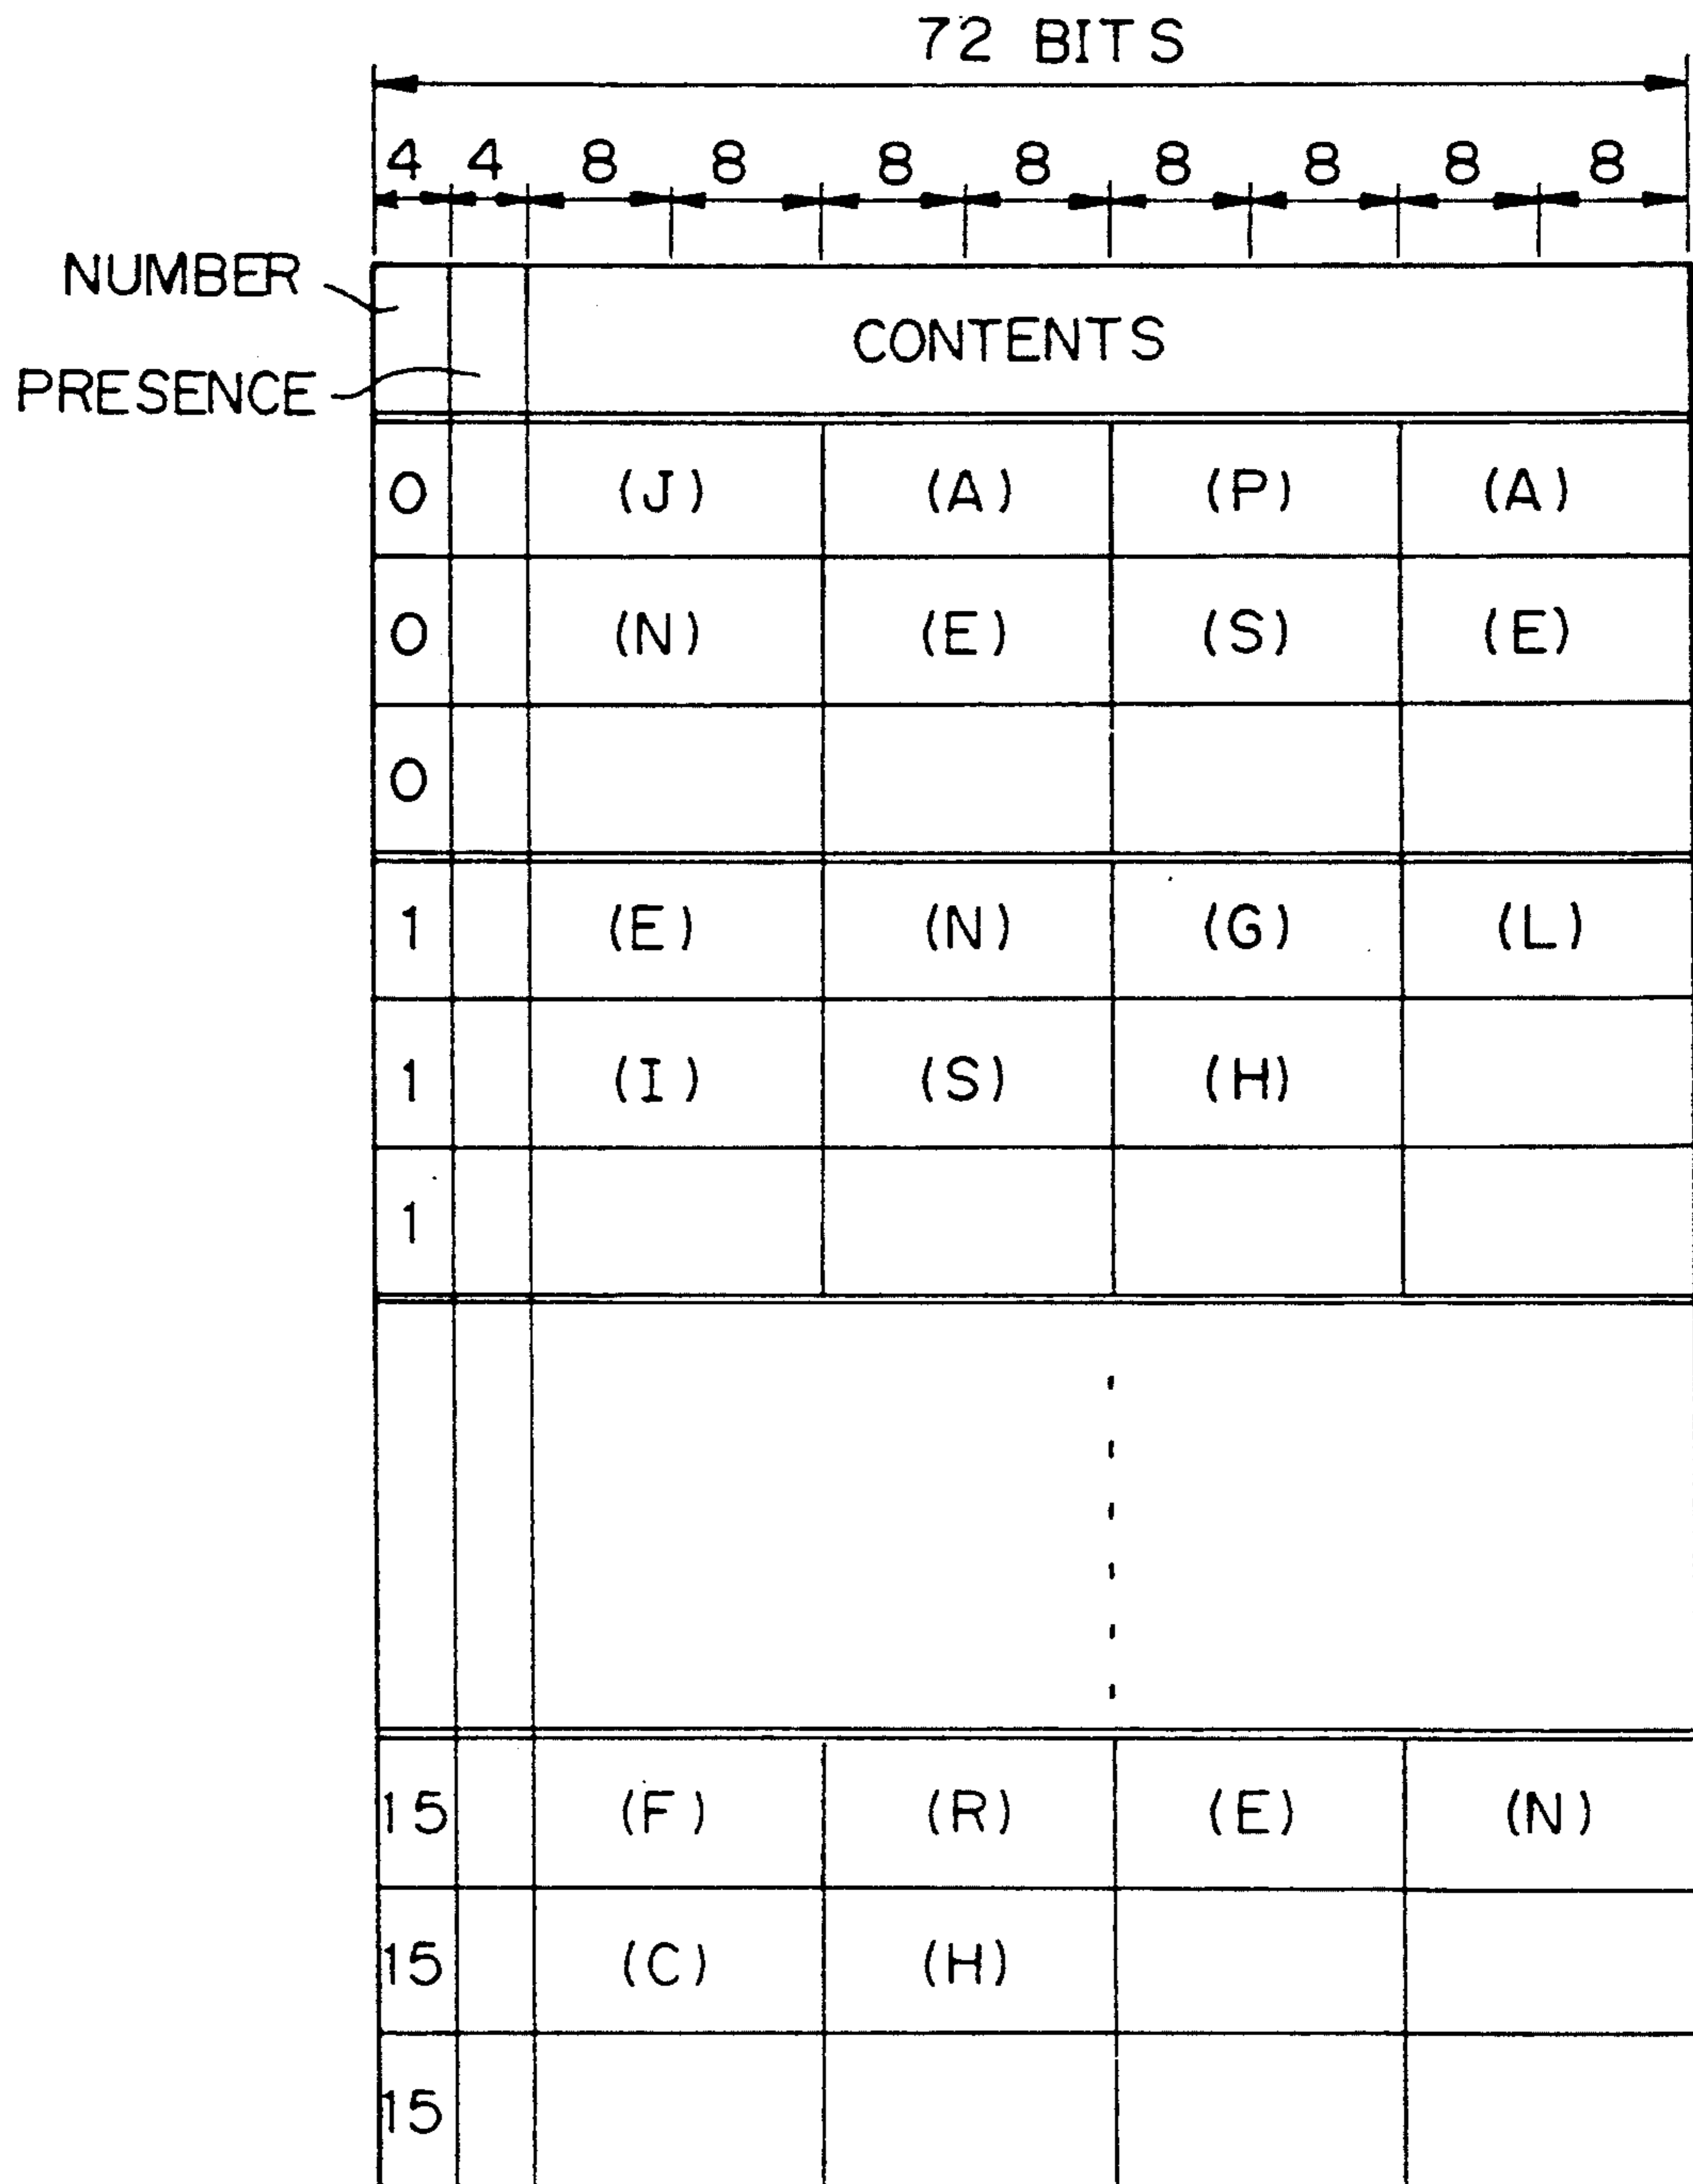 72 BITS
4 4 8 8 8 8 8 8 8 8
NUMBER
CONTENTS
PRESENCE
0 (J) (A) (P) (A)
0 (N) (E) (S) (E)
0
1 (E) (N) (G) (L)
1 (I) (S) (H)
1
15 (F) (R) (E) (N)
15 (C) (H)
15